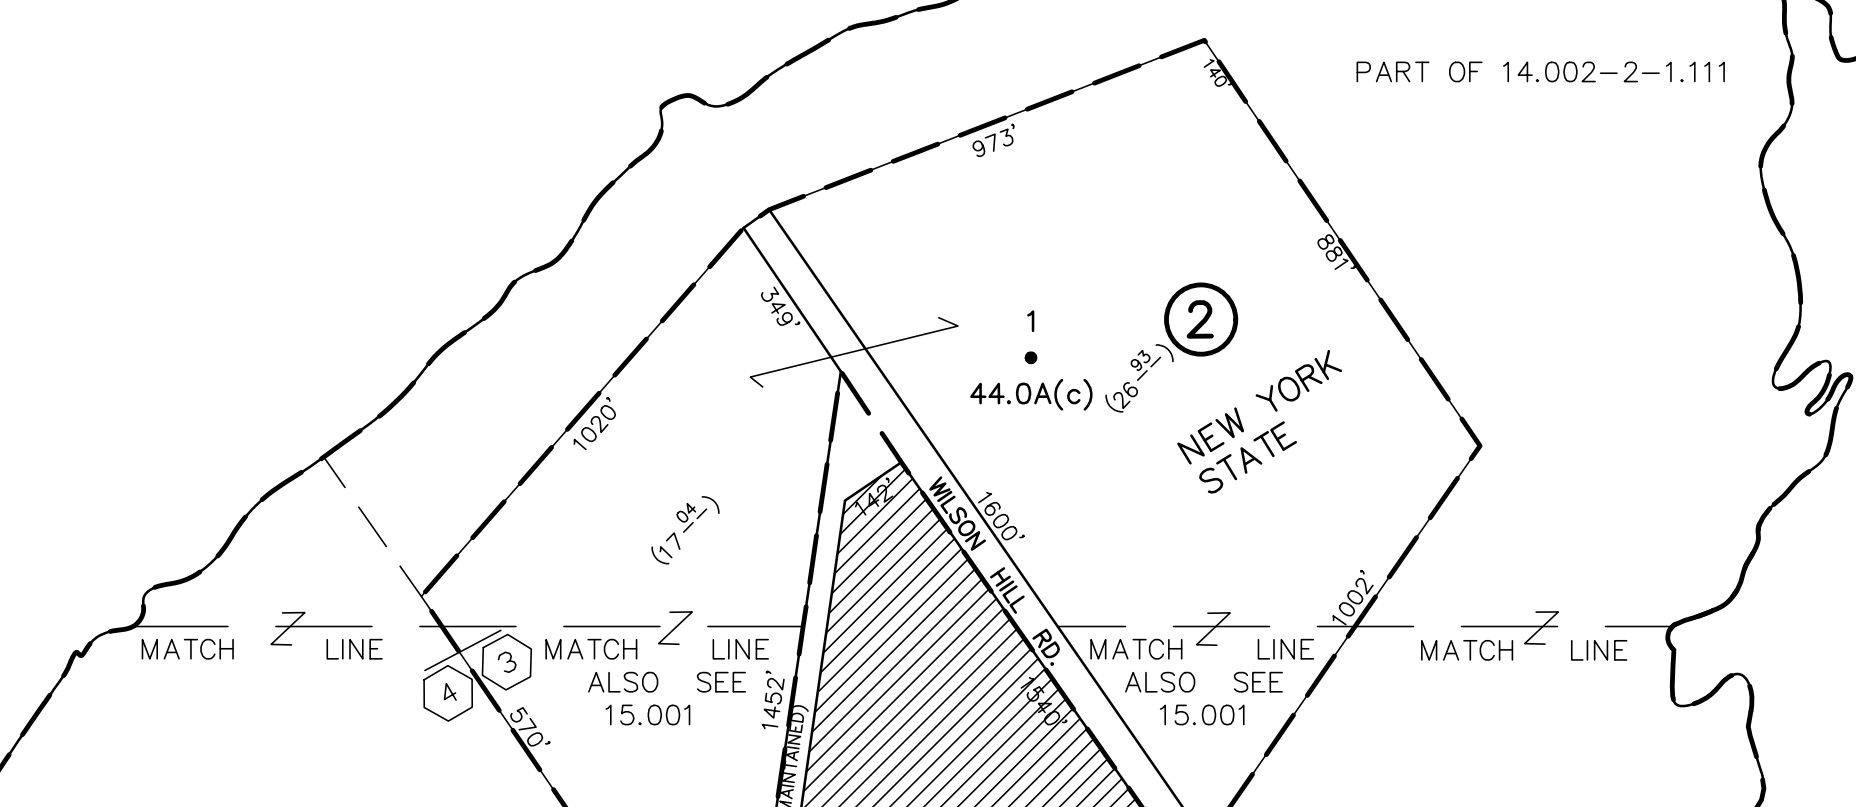 PART OF 14.002-2-1.111
140'
973'
881'
349'
1
2
44.0A(c)
(26 93)
NEW YORK
STATE
1020'
(17 04)
142'
WILSON HILL RD.
1600'
1002'
MATCH Z LINE
MATCH Z LINE
MATCH Z LINE
MATCH Z LINE
3
4
ALSO SEE
15.001
ALSO SEE
15.001
570'
1452'
1540'
MAINTAINED)